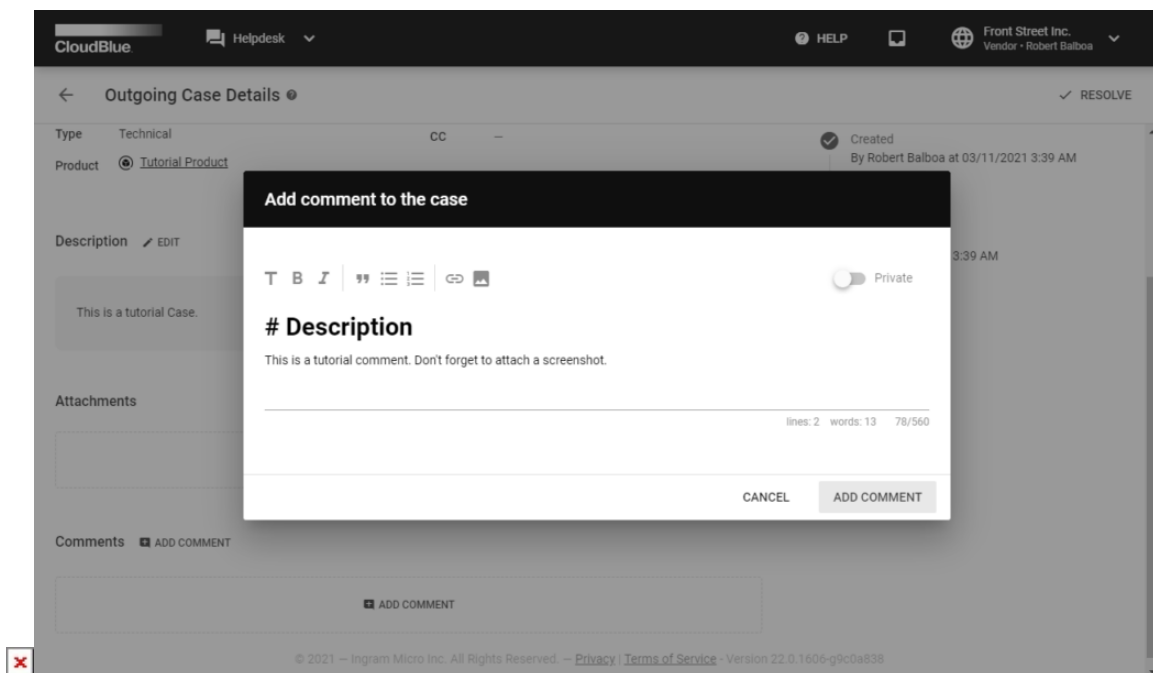 CloudBlue.
Helpdesk
HELP
Front Street Inc.
Vendor • Robert Balboa
Outgoing Case Details
RESOLVE
Type Technical
CC —
Created
By Robert Balboa at 03/11/2021 3:39 AM
Product Tutorial Product
Add comment to the case
Description EDIT
3:39 AM
T B I
Private
# Description
This is a tutorial Case.
This is a tutorial comment. Don't forget to attach a screenshot.
Attachments
lines: 2 words: 13 78/560
CANCEL
ADD COMMENT
Comments ADD COMMENT
ADD COMMENT
© 2021 — Ingram Micro Inc. All Rights Reserved. — Privacy | Terms of Service - Version 22.0.1606-g9c0a838